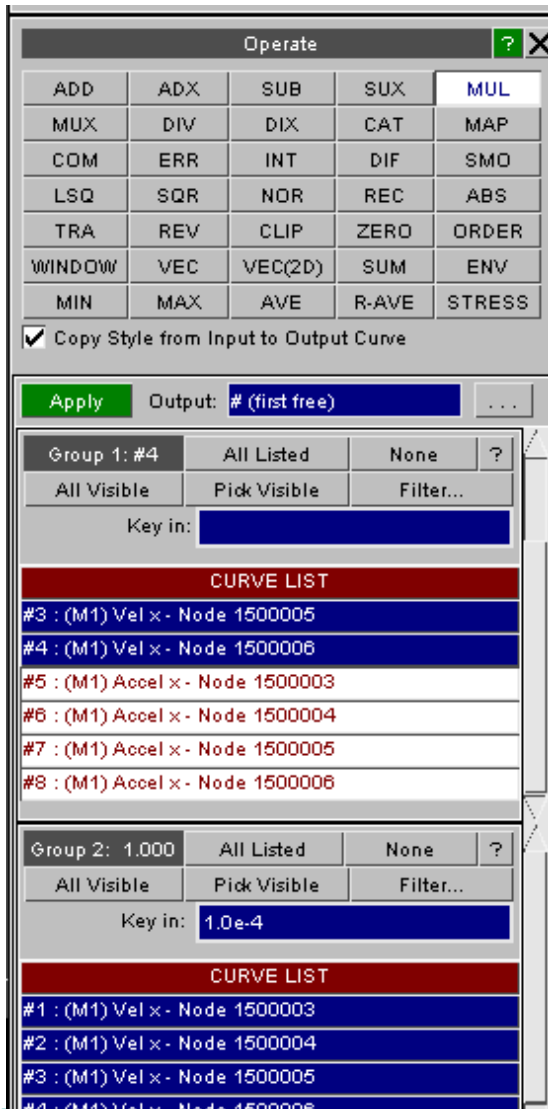 Operate ? X
ADD ADX SUB SUX MUL
MUX DIV DIX CAT MAP
COM ERR INT DIF SMO
LSQ SQR NOR REC ABS
TRA REV CLIP ZERO ORDER
WINDOW VEC VEC(2D) SUM ENV
MIN MAX AVE R-AVE STRESS
Copy Style from Input to Output Curve
Apply Output: # (first free) ...
Group 1: #4 All Listed None ?
All Visible Pick Visible Filter...
Key in:
CURVE LIST
#3 : (M1) Vel x - Node 1500005
#4 : (M1) Vel x - Node 1500006
#5 : (M1) Accel x - Node 1500003
#6 : (M1) Accel x - Node 1500004
#7 : (M1) Accel x - Node 1500005
#8 : (M1) Accel x - Node 1500006
Group 2: 1.000 All Listed None ?
All Visible Pick Visible Filter...
Key in: 1.0e-4
CURVE LIST
#1 : (M1) Vel x - Node 1500003
#2 : (M1) Vel x - Node 1500004
#3 : (M1) Vel x - Node 1500005
#4 : (M1) Vel x - Node 1500006